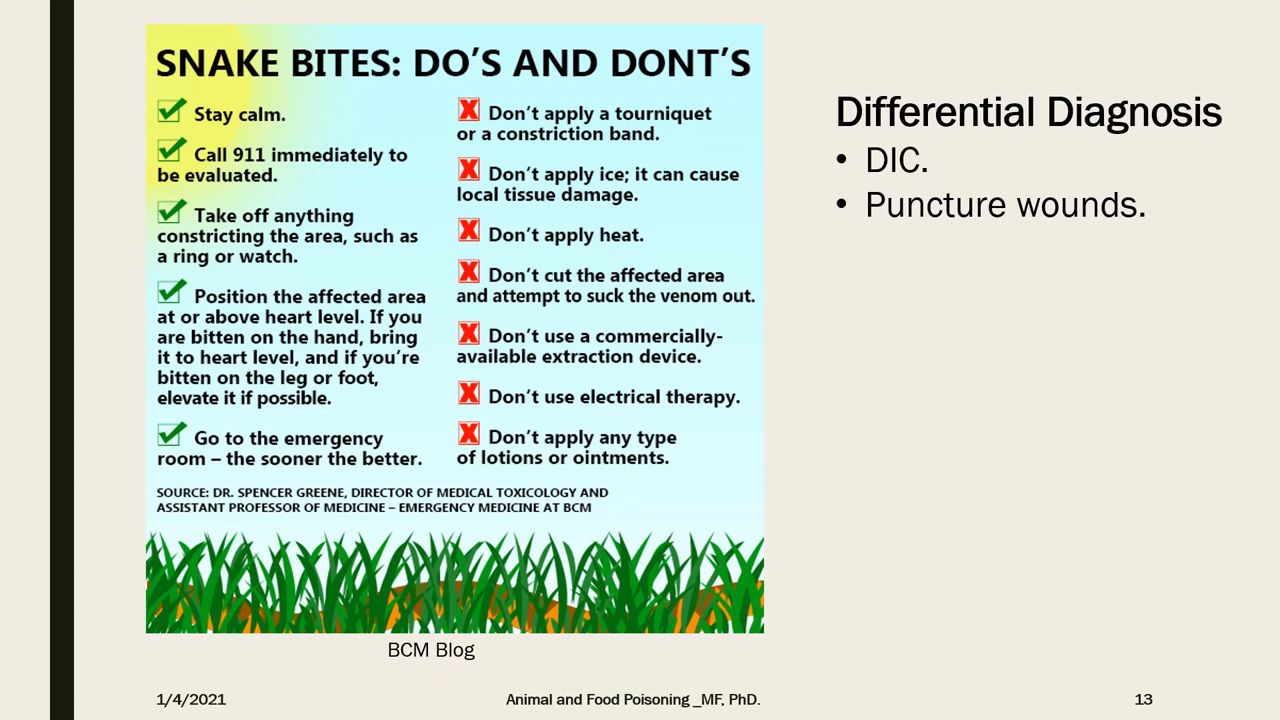 SNAKE BITES: DO'S AND DONT'S
Stay calm.
Call 911 immediately to
be evaluated.
Take off anything
constricting the area, such as
a ring or watch.
Position the affected area
at or above heart level. If you
are bitten on the hand, bring
it to heart level, and if you're
bitten on the leg or foot,
elevate it if possible.
Go to the emergency
room – the sooner the better.
Don't apply a tourniquet
or a constriction band.
Don't apply ice; it can cause
local tissue damage.
Don't apply heat.
Don't cut the affected area
and attempt to suck the venom out.
Don't use a commercially-
available extraction device.
Don't use electrical therapy.
Don't apply any type
of lotions or ointments.
SOURCE: DR. SPENCER GREENE, DIRECTOR OF MEDICAL TOXICOLOGY AND
ASSISTANT PROFESSOR OF MEDICINE – EMERGENCY MEDICINE AT BCM
BCM Blog
Differential Diagnosis
• DIC.
• Puncture wounds.
1/4/2021
Animal and Food Poisoning _MF, PhD.
13